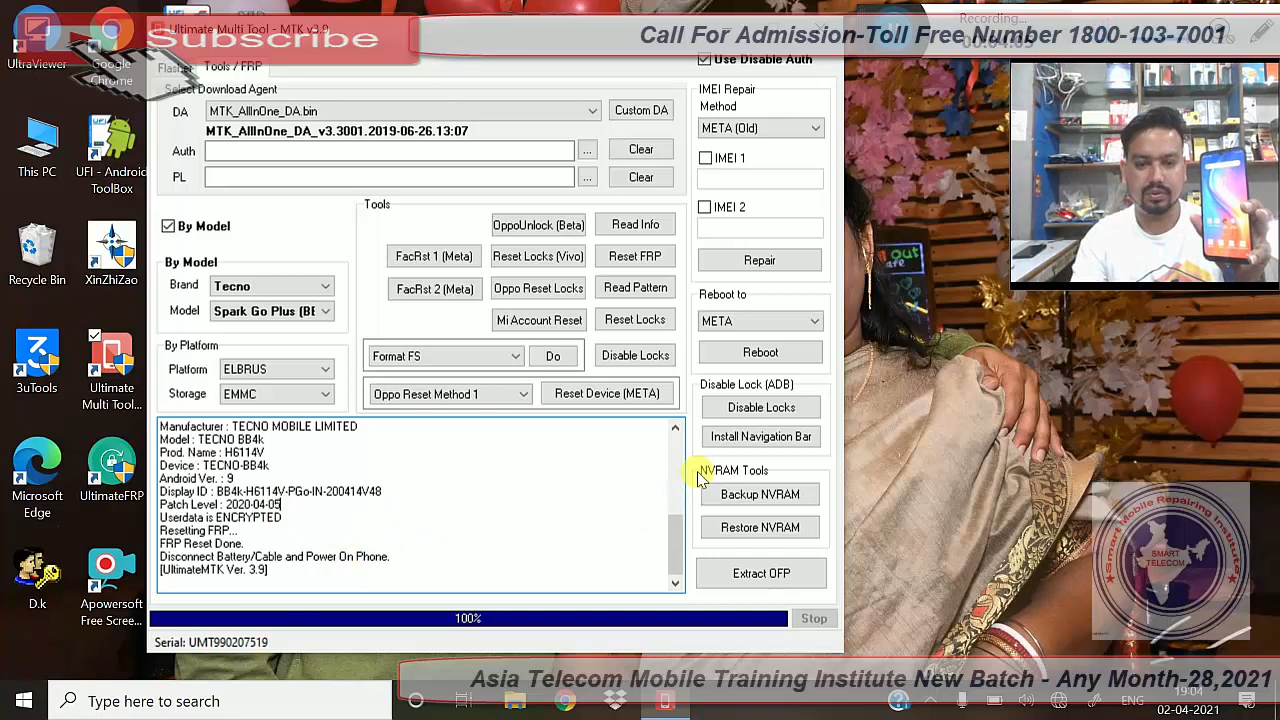 Ultimate Multi Tool - MTK v3.9
Subscribe
Recording...
Call For Admission-Toll Free Number 1800-103-7001
UltraViewer
Google Chrome
This PC
UFI - Android ToolBox
Recycle Bin
XinZhiZao
3uTools
Ultimate Multi Tool...
Microsoft Edge
UltimateFRP
D.k
Apowersoft Free Scree...
Tools / FRP
Use Disable Auth
Select Download Agent
DA
MTK_AllInOne_DA.bin
Custom DA
MTK_AllInOne_DA_v3.3001.2019-06-26.13:07
Auth
...
Clear
PL
...
Clear
By Model
By Model
Brand
Tecno
Model
Spark Go Plus (BE
By Platform
Platform
ELBRUS
Storage
EMMC
Tools
OppoUnlock (Beta)
Read Info
FacRst 1 (Meta)
Reset Locks (Vivo)
Reset FRP
FacRst 2 (Meta)
Oppo Reset Locks
Read Pattern
Mi Account Reset
Reset Locks
Format FS
Do
Disable Locks
Oppo Reset Method 1
Reset Device (META)
IMEI Repair
Method
META (Old)
IMEI 1
IMEI 2
Repair
Reboot to
META
Reboot
Disable Lock (ADB)
Disable Locks
Install Navigation Bar
NVRAM Tools
Backup NVRAM
Restore NVRAM
Extract OFP
Manufacturer : TECNO MOBILE LIMITED
Model : TECNO BB4k
Prod. Name : H6114V
Device : TECNO-BB4k
Android Ver. : 9
Display ID : BB4k-H6114V-PGo-IN-200414V48
Patch Level : 2020-04-05
Userdata is ENCRYPTED
Resetting FRP...
FRP Reset Done.
Disconnect Battery/Cable and Power On Phone.
[UltimateMTK Ver. 3.9]
100%
Stop
Serial: UMT990207519
Smart Mobile Repairing Institute
SMART TELECOM
Asia Telecom Mobile Training Institute New Batch - Any Month-28,2021
Type here to search
ENG
19:04
02-04-2021